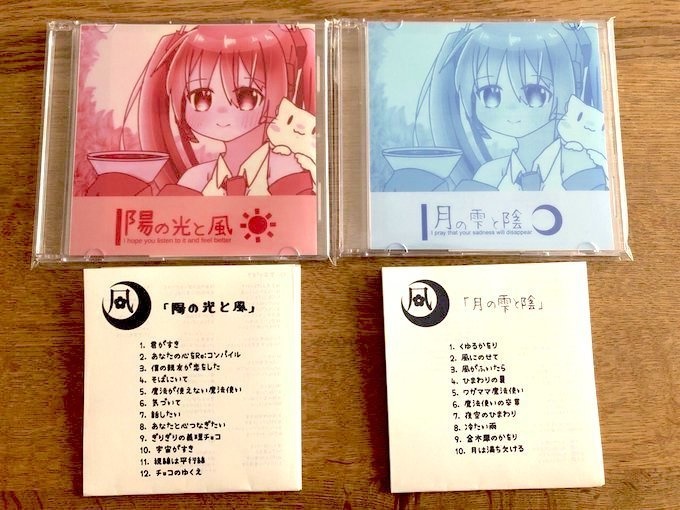 陽の光と風
I hope you listen to it and feel better
月の雫と陰
I pray that your sadness will disappear
凪
「陽の光と風」
1. 君がすき
2. あなたの心をRe:コンパイル
3. 僕の親友が恋をした
4. そばにいて
5. 魔法が使えない魔法使い
6. 気づいて
7. 話したい
8. あなたと心つなぎたい
9. ぎりぎりの義理チョコ
10. 宇宙がすき
11. 視線は平行線
12. チョコのゆくえ
凪
「月の雫と陰」
1. くゆるかをり
2. 風にのせて
3. 風がふいたら
4. ひまわりの夏
5. ワガママ魔法使い
6. 魔法使いの卒業
7. 夜空のひまわり
8. 冷たい雨
9. 金木犀のかをり
10. 月は満ち欠ける